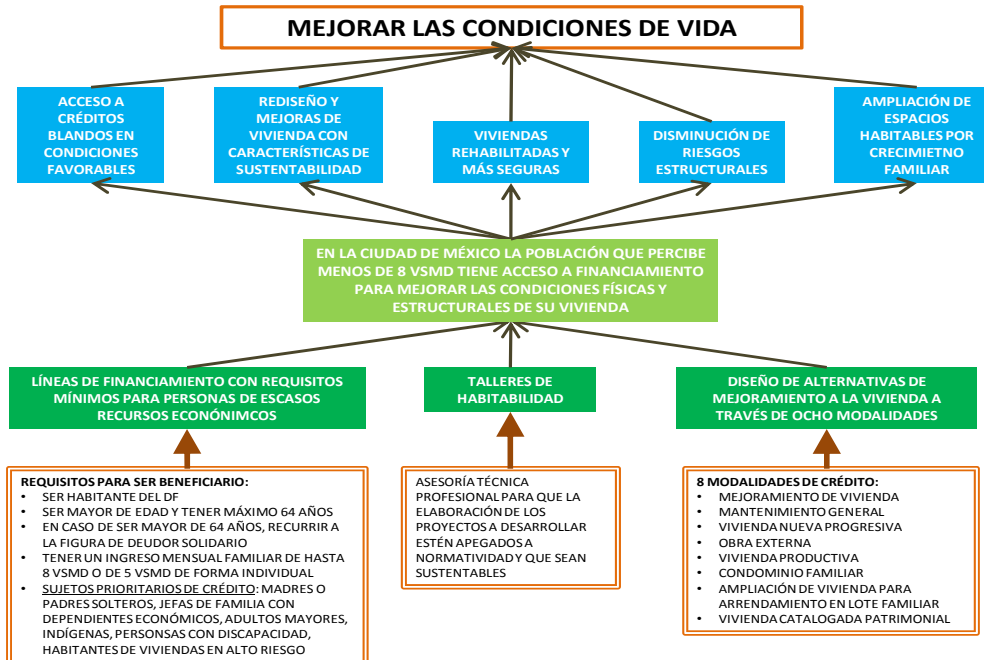 MEJORAR LAS CONDICIONES DE VIDA
ACCESO A
CRÉDITOS
BLANDOS EN
CONDICIONES
FAVORABLES
REDISEÑO Y
MEJORAS DE
VIVIENDA CON
CARACTERÍSTICAS DE
SUSTENTABILIDAD
VIVIENDAS
REHABILITADAS Y
MÁS SEGURAS
DISMINUCIÓN DE
RIESGOS
ESTRUCTURALES
AMPLIACIÓN DE
ESPACIOS
HABITABLES POR
CRECIMIETNO
FAMILIAR
EN LA CIUDAD DE MÉXICO LA POBLACIÓN QUE PERCIBE
MENOS DE 8 VSMD TIENE ACCESO A FINANCIAMIENTO
PARA MEJORAR LAS CONDICIONES FÍSICAS Y
ESTRUCTURALES DE SU VIVIENDA
LÍNEAS DE FINANCIAMIENTO CON REQUISITOS
MÍNIMOS PARA PERSONAS DE ESCASOS
RECURSOS ECONÓNIMCOS
TALLERES DE
HABITABILIDAD
DISEÑO DE ALTERNATIVAS DE
MEJORAMIENTO A LA VIVIENDA A
TRAVÉS DE OCHO MODALIDADES
REQUISITOS PARA SER BENEFICIARIO:
• SER HABITANTE DEL DF
• SER MAYOR DE EDAD Y TENER MÁXIMO 64 AÑOS
• EN CASO DE SER MAYOR DE 64 AÑOS, RECURRIR A
LA FIGURA DE DEUDOR SOLIDARIO
• TENER UN INGRESO MENSUAL FAMILIAR DE HASTA
8 VSMD O DE 5 VSMD DE FORMA INDIVIDUAL
• SUJETOS PRIORITARIOS DE CRÉDITO: MADRES O
PADRES SOLTEROS, JEFAS DE FAMILIA CON
DEPENDIENTES ECONÓMICOS, ADULTOS MAYORES,
INDÍGENAS, PERSONSAS CON DISCAPACIDAD,
HABITANTES DE VIVIENDAS EN ALTO RIESGO
ASESORÍA TÉCNICA
PROFESIONAL PARA QUE LA
ELABORACIÓN DE LOS
PROYECTOS A DESARROLLAR
ESTÉN APEGADOS A
NORMATIVIDAD Y QUE SEAN
SUSTENTABLES
8 MODALIDADES DE CRÉDITO:
• MEJORAMIENTO DE VIVIENDA
• MANTENIMIENTO GENERAL
• VIVIENDA NUEVA PROGRESIVA
• OBRA EXTERNA
• VIVIENDA PRODUCTIVA
• CONDOMINIO FAMILIAR
• AMPLIACIÓN DE VIVIENDA PARA
ARRENDAMIENTO EN LOTE FAMILIAR
• VIVIENDA CATALOGADA PATRIMONIAL